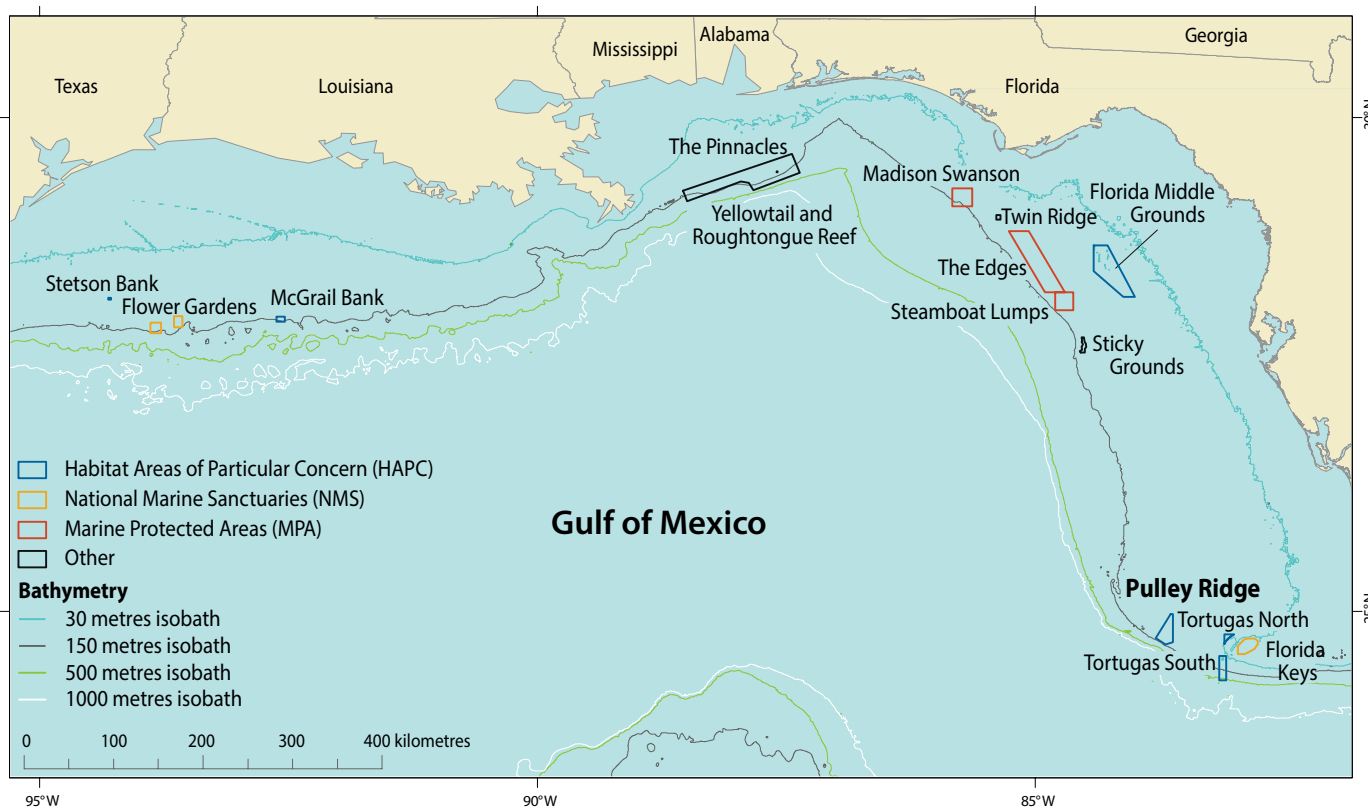 Texas
Louisiana
Mississippi
Alabama
Georgia
Florida
The Pinnacles
Yellowtail and
Roughtongue Reef
Madison Swanson
Twin Ridge
Florida Middle
Grounds
The Edges
Steamboat Lumps
Sticky
Grounds
Stetson Bank
Flower Gardens
McGrail Bank
Habitat Areas of Particular Concern (HAPC)
National Marine Sanctuaries (NMS)
Marine Protected Areas (MPA)
Other
Bathymetry
30 metres isobath
150 metres isobath
500 metres isobath
1000 metres isobath
0 100 200 300 400 kilometres
Gulf of Mexico
Pulley Ridge
Tortugas North
Tortugas South
Florida
Keys
95°W 90°W 85°W